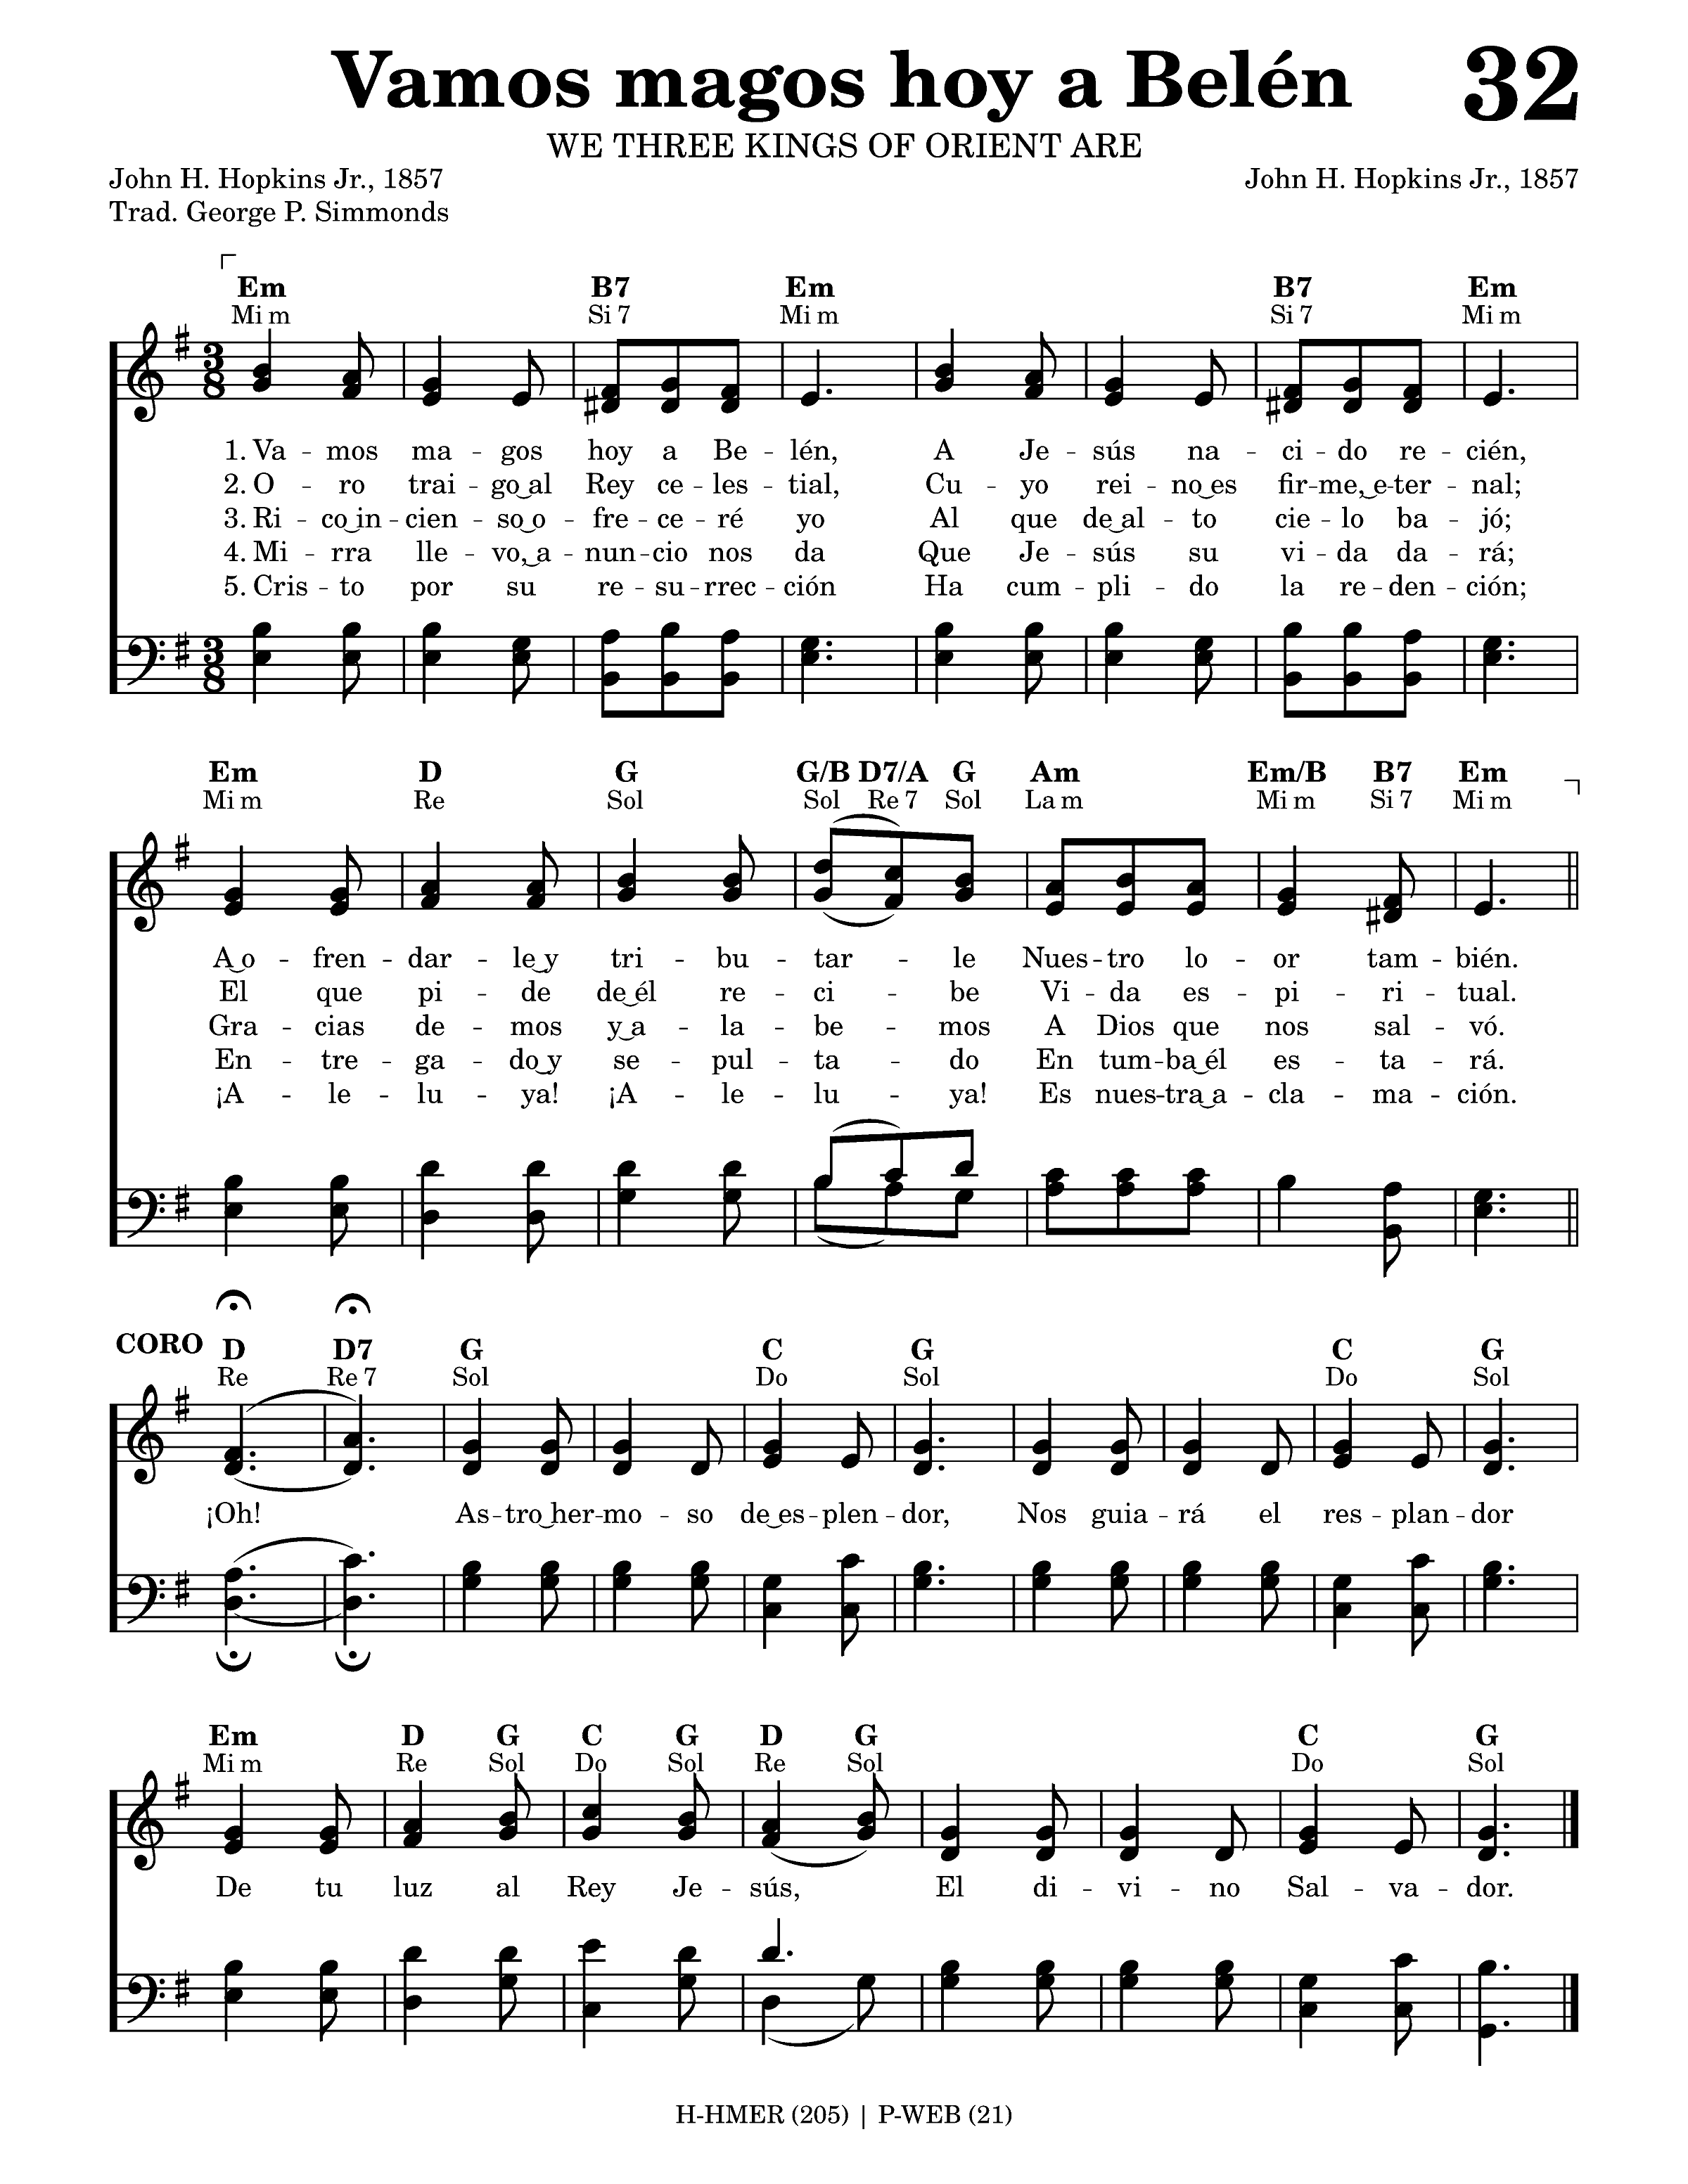 Vamos magos hoy a Belén 32
WE THREE KINGS OF ORIENT ARE
John H. Hopkins Jr., 1857 John H. Hopkins Jr., 1857
Trad. George P. Simmonds
Em B7 Em B7 Em
Mi m Si 7 Mi m Si 7 Mi m
3 8
1. Va -- mos ma -- gos hoy a Be -- lén, A Je -- sús na -- ci -- do re -- cién,
2. O -- ro trai -- go‿al Rey ce -- les -- tial, Cu -- yo rei -- no‿es fir -- me,‿e -- ter -- nal;
3. Ri -- co‿in -- cien -- so‿o -- fre -- ce -- ré yo Al que de‿al -- to cie -- lo ba -- jó;
4. Mi -- rra lle -- vo,‿a -- nun -- cio nos da Que Je -- sús su vi -- da da -- rá;
5. Cris -- to por su re -- su -- rrec -- ción Ha cum -- pli -- do la re -- den -- ción;
3 8
Em D G G/B D7/A G Am Em/B B7 Em
Mi m Re Sol Sol Re 7 Sol La m Mi m Si 7 Mi m
A‿o -- fren -- dar -- le‿y tri -- bu -- tar -- le Nues -- tro lo -- or tam -- bién.
El que pi -- de de‿él re -- ci -- be Vi -- da es -- pi -- ri -- tual.
Gra -- cias de -- mos y‿a -- la -- be -- mos A Dios que nos sal -- vó.
En -- tre -- ga -- do‿y se -- pul -- ta -- do En tum -- ba‿él es -- ta -- rá.
¡A -- le -- lu -- ya! ¡A -- le -- lu -- ya! Es nues -- tra‿a -- cla -- ma -- ción.
CORO D D7 G C G C G
Re Re 7 Sol Do Sol Do Sol
¡Oh! As -- tro‿her -- mo -- so de‿es -- plen -- dor, Nos guia -- rá el res -- plan -- dor
Em D G C G D G C G
Mi m Re Sol Do Sol Re Sol Do Sol
De tu luz al Rey Je -- sús, El di -- vi -- no Sal -- va -- dor.
H-HMER (205) | P-WEB (21)